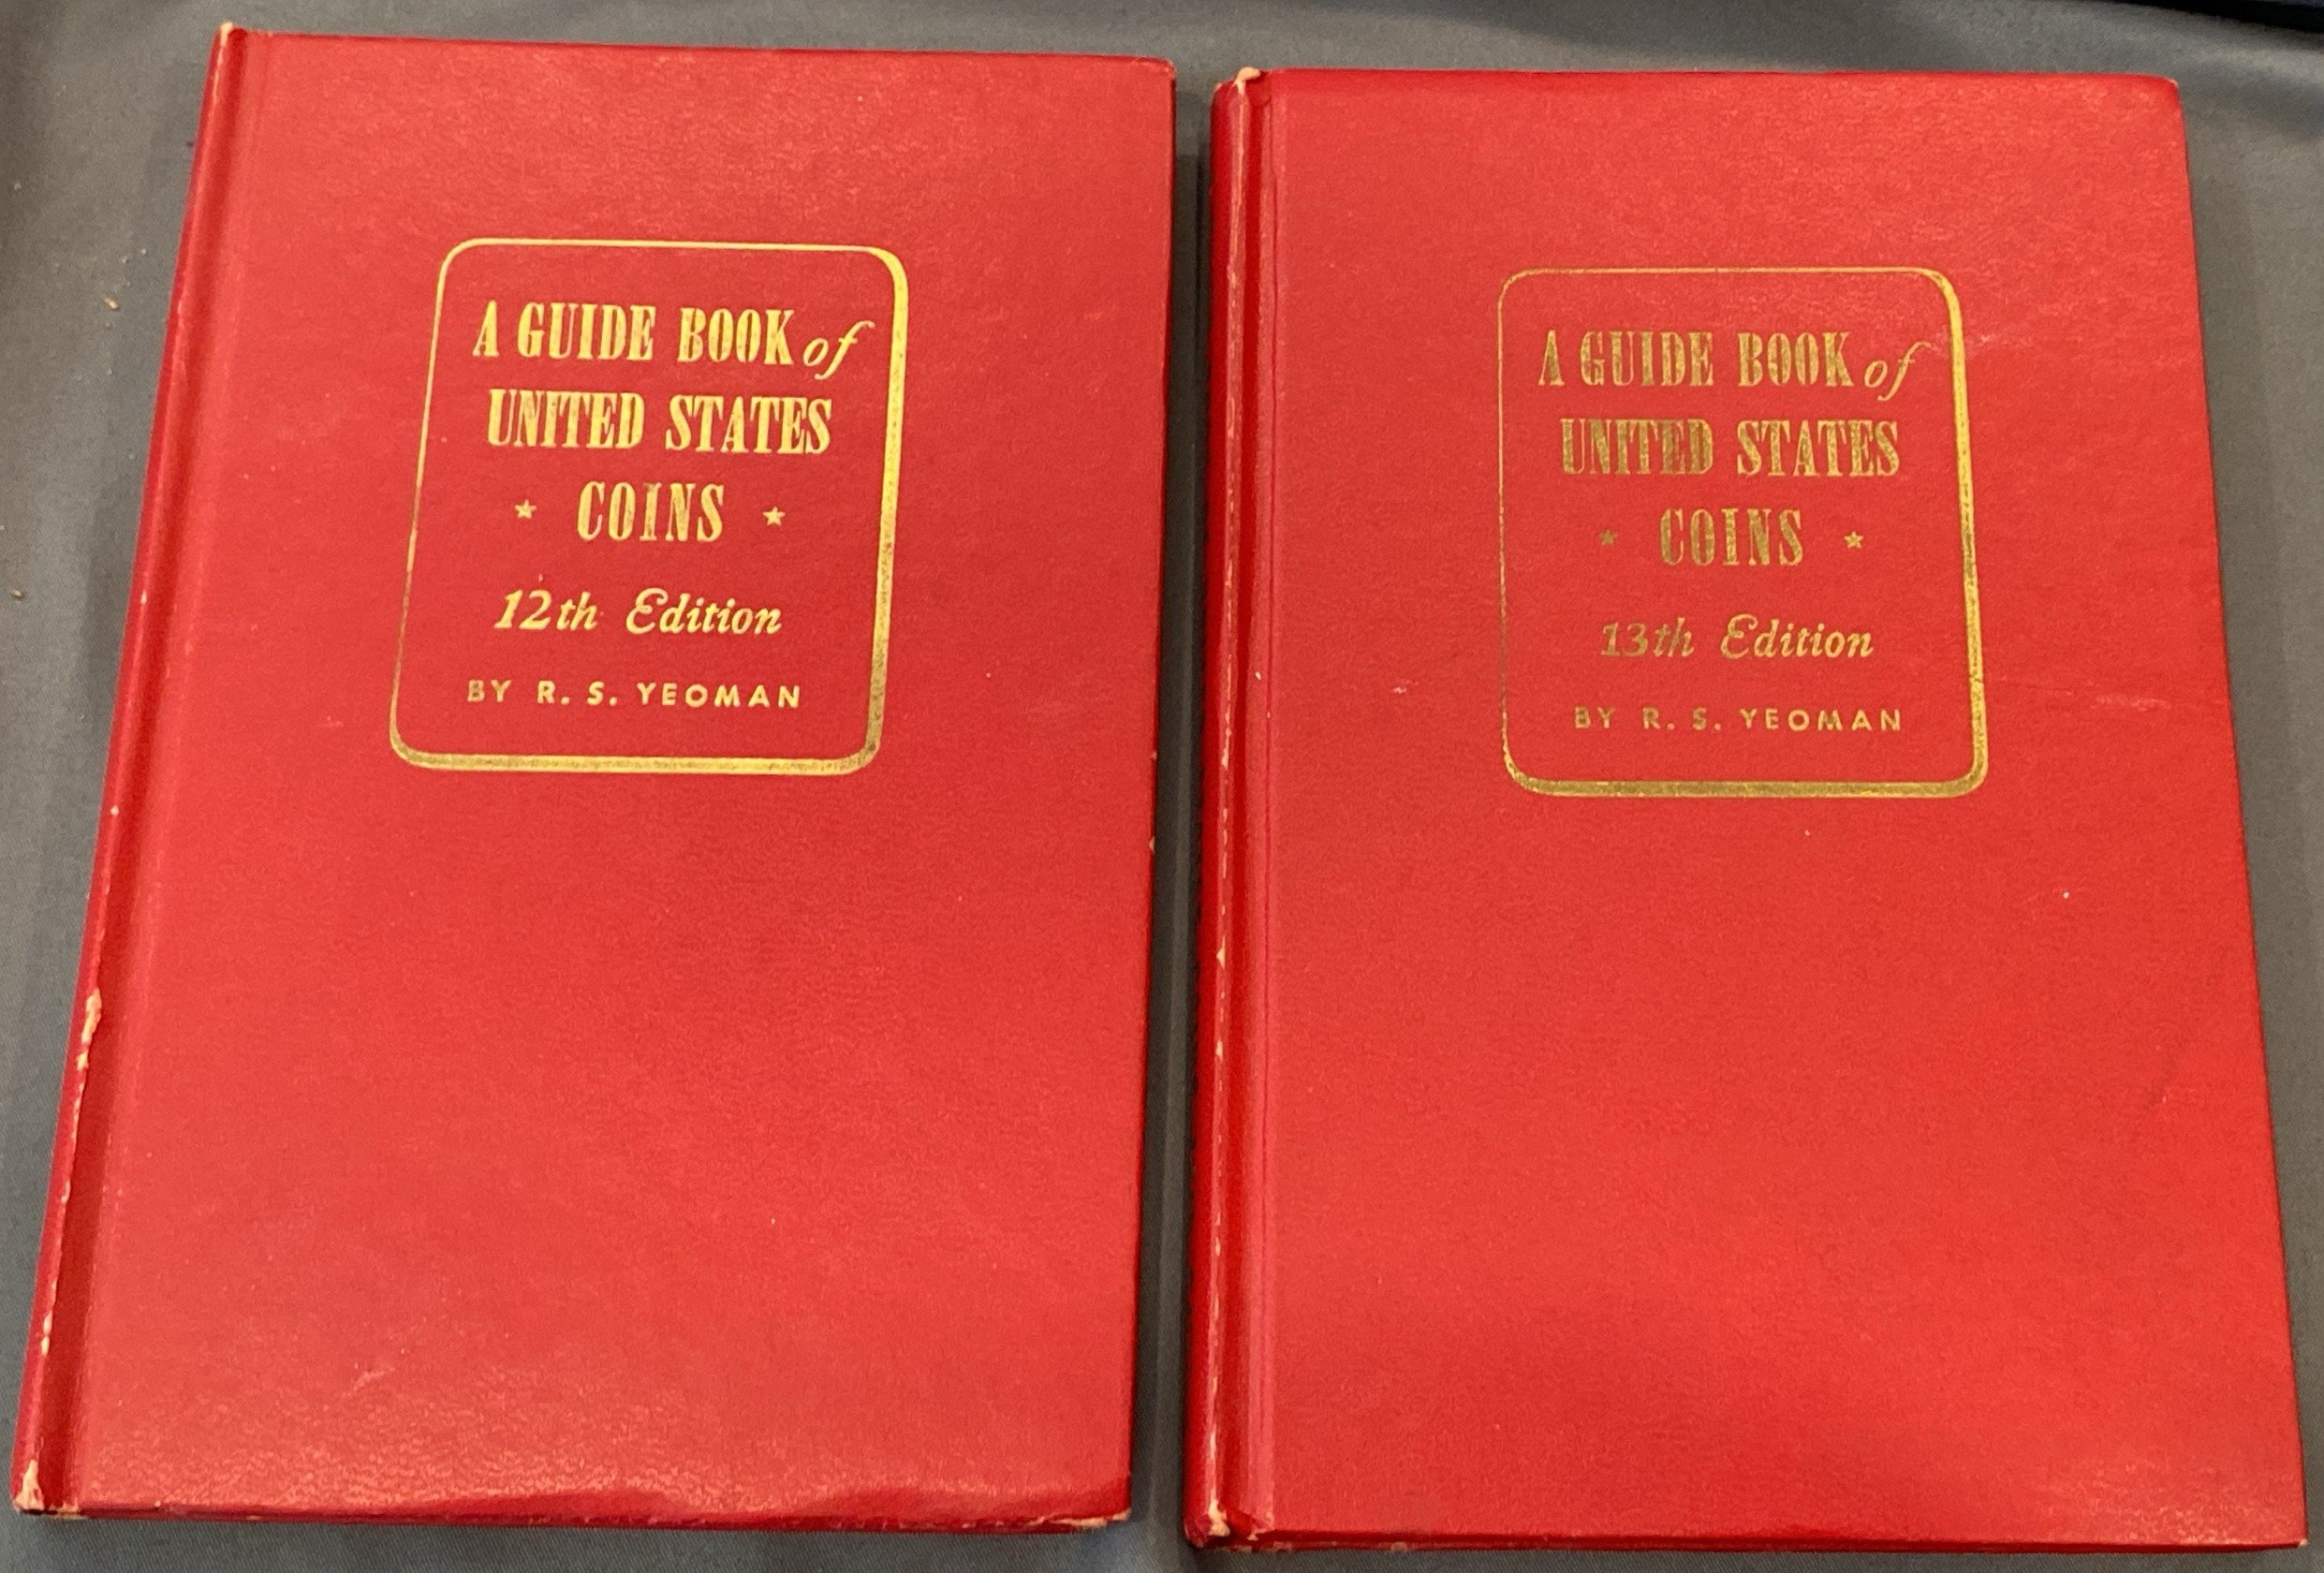 A GUIDE BOOK of
UNITED STATES
COINS
12th Edition
BY R. S. YEOMAN
A GUIDE BOOK of
UNITED STATES
COINS
13th Edition
BY R. S. YEOMAN